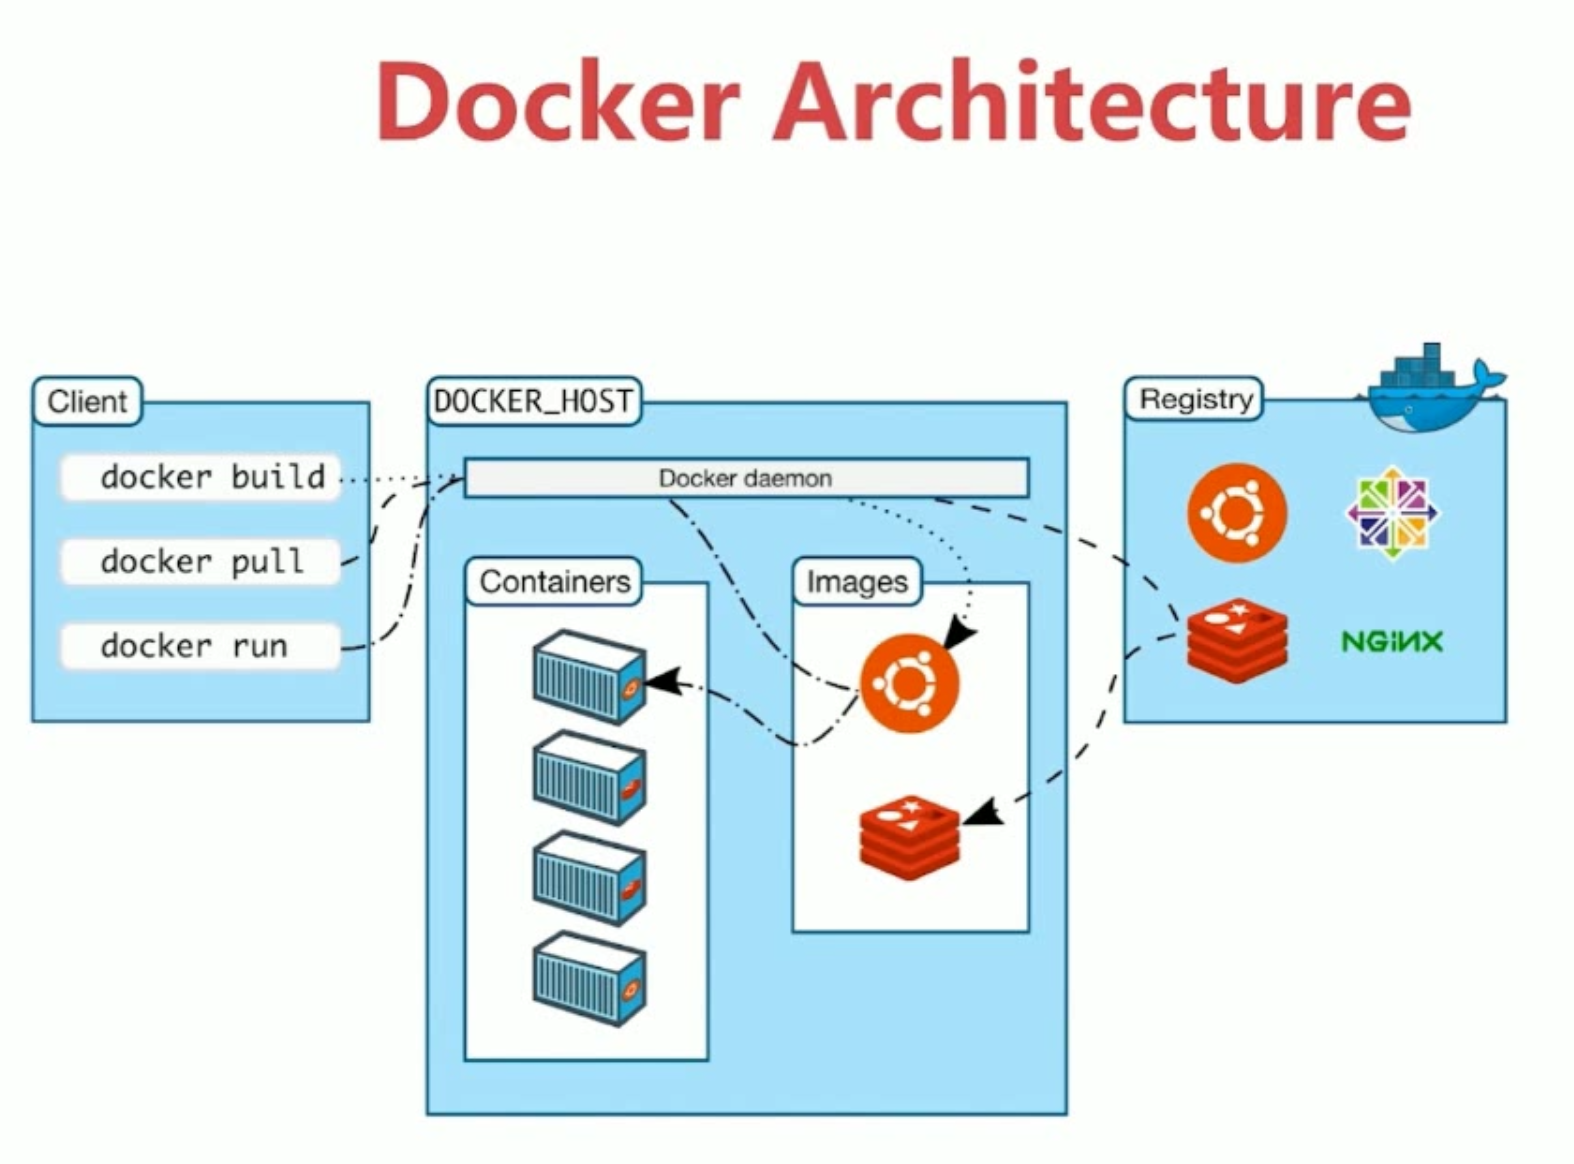 Docker Architecture
Client
docker build
docker pull
docker run
DOCKER_HOST
Docker daemon
Containers
Images
Registry
NGiNX